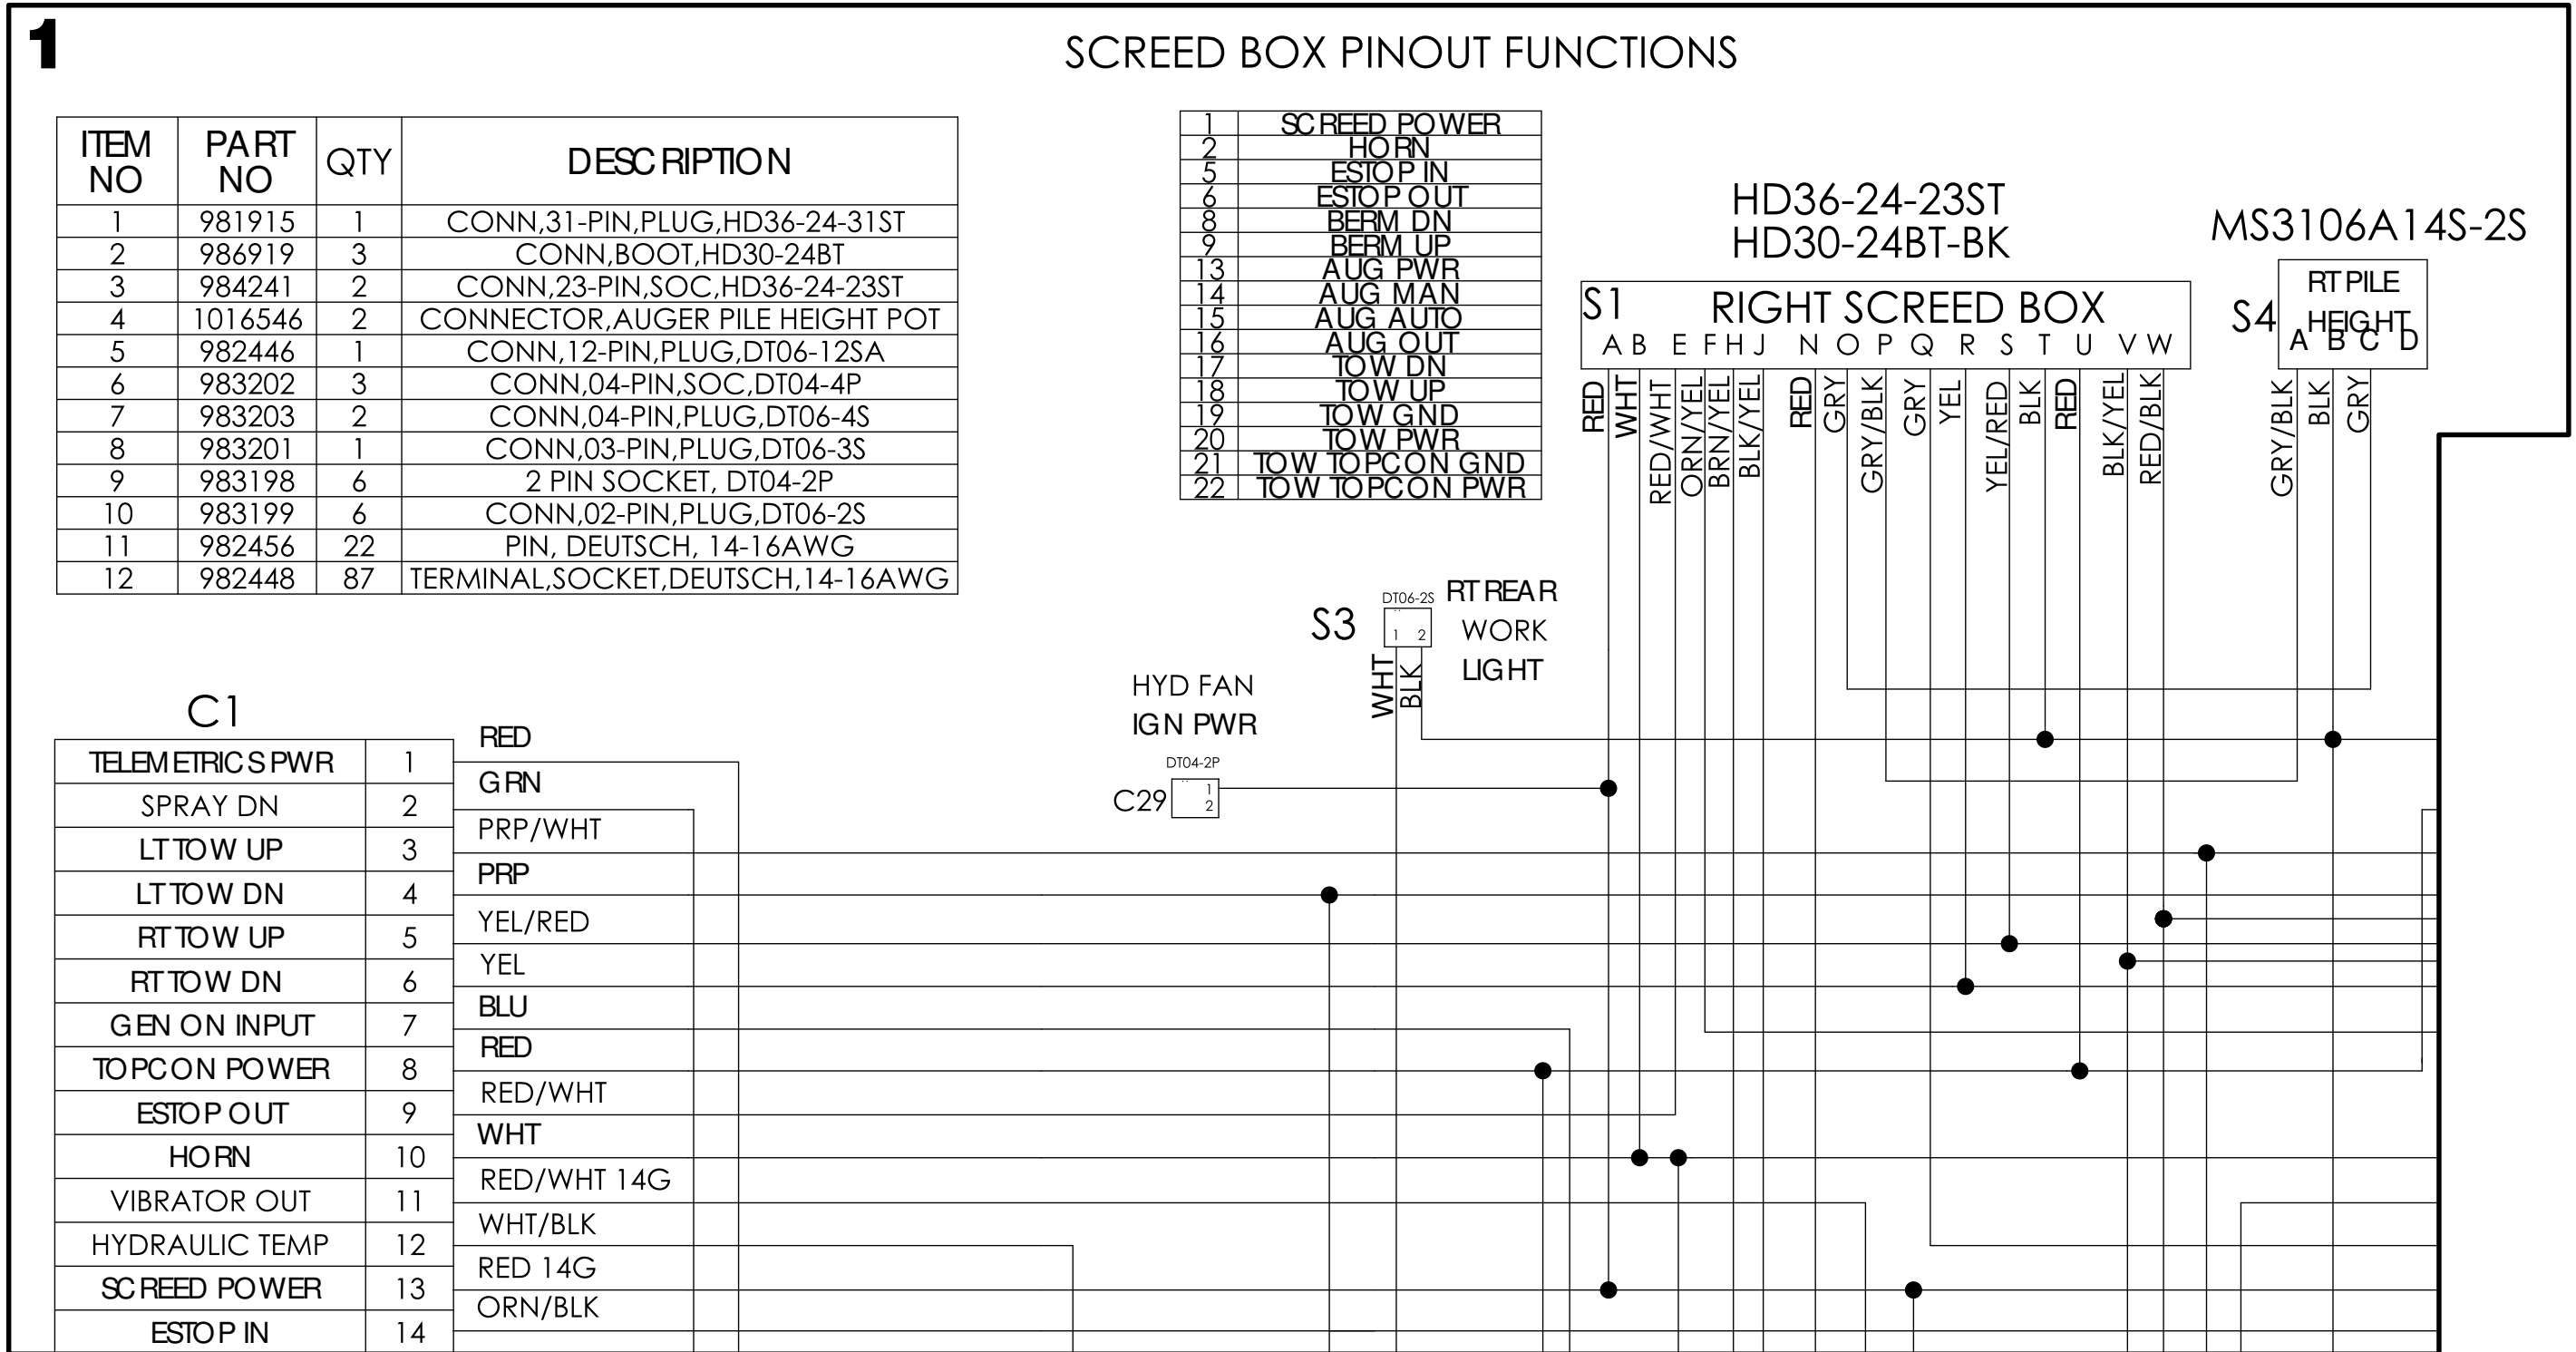 1
SCREED BOX PINOUT FUNCTIONS
ITEM NO PART NO QTY DESCRIPTION
1 981915 1 CONN,31-PIN,PLUG,HD36-24-31ST
2 986919 3 CONN,BOOT,HD30-24BT
3 984241 2 CONN,23-PIN,SOC,HD36-24-23ST
4 1016546 2 CONNECTOR,AUGER PILE HEIGHT POT
5 982446 1 CONN,12-PIN,PLUG,DT06-12SA
6 983202 3 CONN,04-PIN,SOC,DT04-4P
7 983203 2 CONN,04-PIN,PLUG,DT06-4S
8 983201 1 CONN,03-PIN,PLUG,DT06-3S
9 983198 6 2 PIN SOCKET, DT04-2P
10 983199 6 CONN,02-PIN,PLUG,DT06-2S
11 982456 22 PIN, DEUTSCH, 14-16AWG
12 982448 87 TERMINAL,SOCKET,DEUTSCH,14-16AWG
1 SCREED POWER
2 HORN
5 ESTOP IN
6 ESTOP OUT
8 BERM DN
9 BERM UP
13 AUG PWR
14 AUG MAN
15 AUG AUTO
16 AUG OUT
17 TOW DN
18 TOW UP
19 TOW GND
20 TOW PWR
21 TOW TOPCON GND
22 TOW TOPCON PWR
HD36-24-23ST
HD30-24BT-BK
S1 RIGHT SCREED BOX
A B E F H J N O P Q R S T U V W
RED WHT RED/WHT ORN/YEL BRN/YEL BLK/YEL RED GRY GRY/BLK GRY YEL YEL/RED BLK RED BLK/YEL RED/BLK
MS3106A14S-2S
S4
RT PILE
HEIGHT
A B C D
GRY/BLK BLK GRY
S3
DT06-2S
1 2
RT REAR
WORK
LIGHT
WHT BLK
HYD FAN
IGN PWR
DT04-2P
C29
1
2
C1
TELEMETRICS PWR 1 RED
SPRAY DN 2 GRN
LT TOW UP 3 PRP/WHT
LT TOW DN 4 PRP
RT TOW UP 5 YEL/RED
RT TOW DN 6 YEL
GEN ON INPUT 7 BLU
TOPCON POWER 8 RED
ESTOP OUT 9 RED/WHT
HORN 10 WHT
VIBRATOR OUT 11 RED/WHT 14G
HYDRAULIC TEMP 12 WHT/BLK
SCREED POWER 13 RED 14G
ESTOP IN 14 ORN/BLK